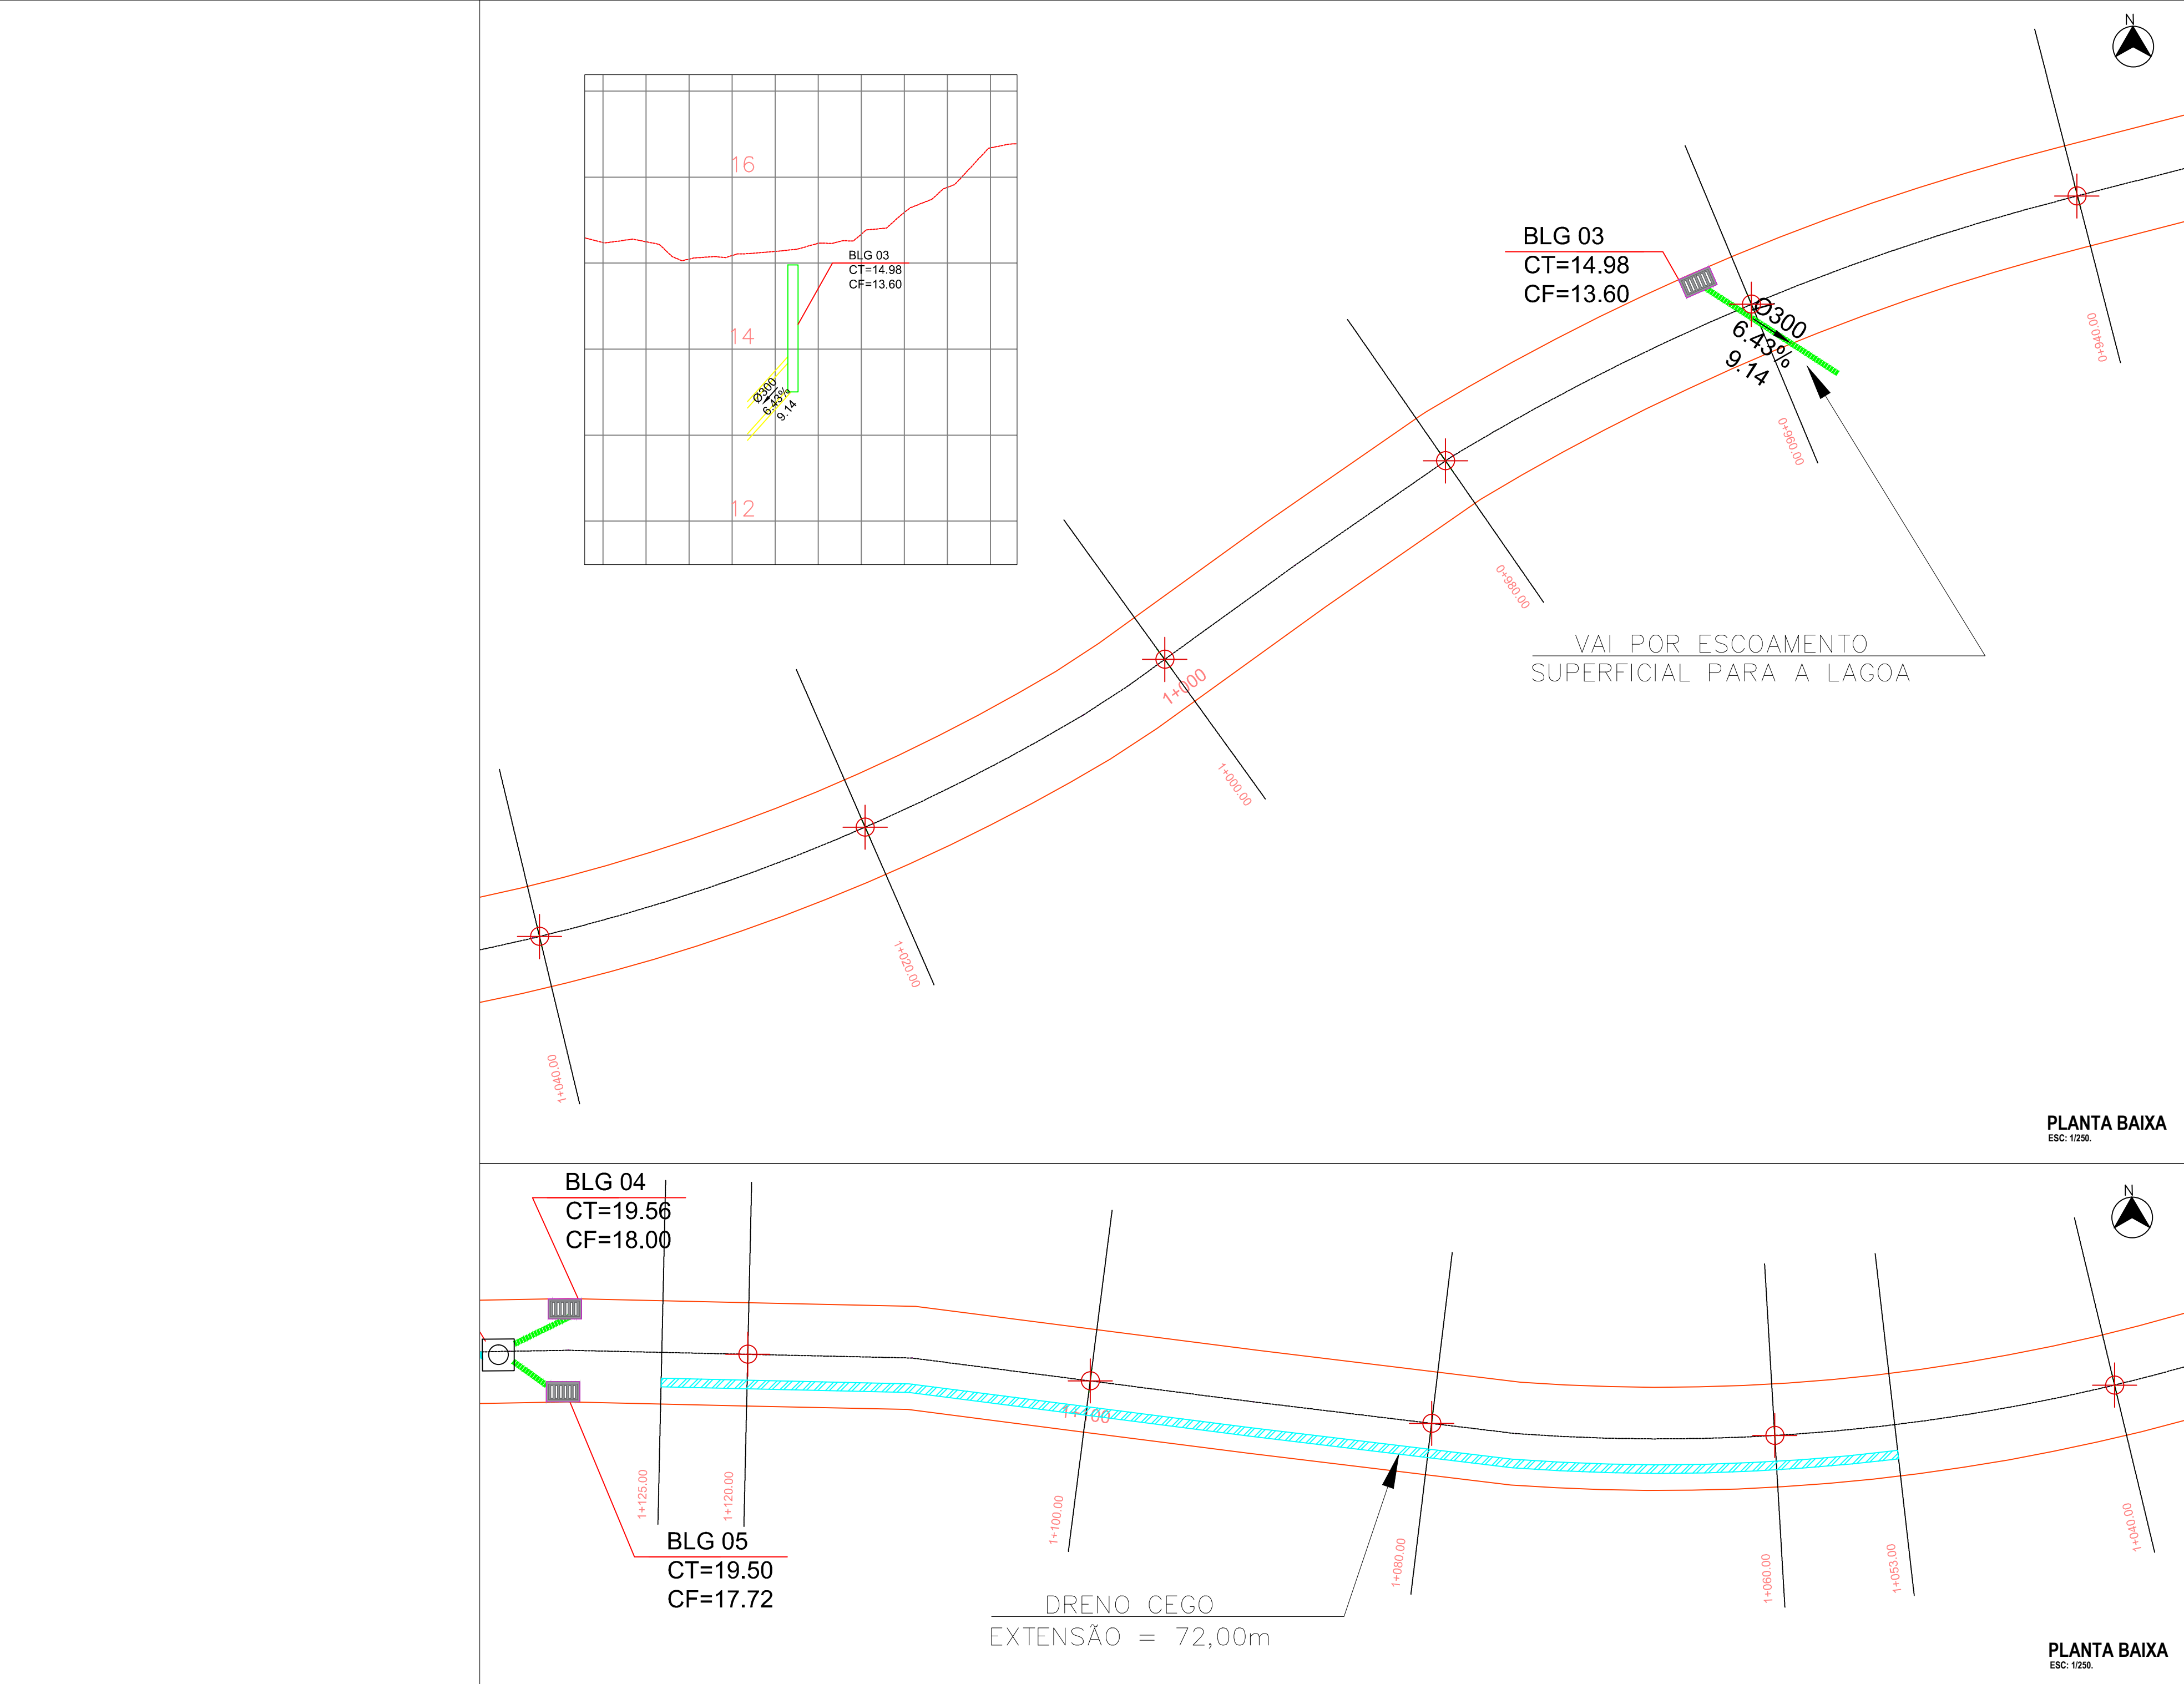 N
16
BLG 03
CT=14.98
CF=13.60
14
Ø300
6.43%
9.14
12
BLG 03
CT=14.98
CF=13.60
Ø300
6.43%
9.14
0+940.00
0+960.00
0+980.00
VAI POR ESCOAMENTO
SUPERFICIAL PARA A LAGOA
1+000
1+000.00
1+020.00
1+040.00
PLANTA BAIXA
ESC: 1/250.
BLG 04
CT=19.56
CF=18.00
N
1+125.00
1+120.00
1+100
1+100.00
1+080.00
1+060.00
1+053.00
1+040.00
BLG 05
CT=19.50
CF=17.72
DRENO CEGO
EXTENSÃO = 72,00m
PLANTA BAIXA
ESC: 1/250.